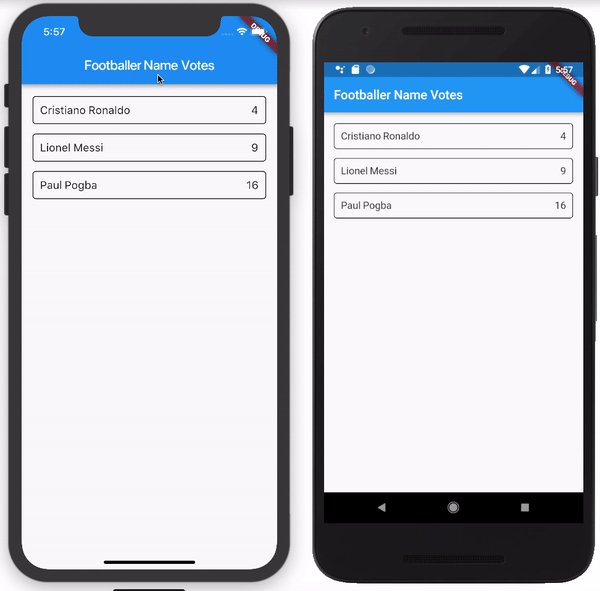 5:57
DEBUG
Footballer Name Votes
Cristiano Ronaldo 4
Lionel Messi 9
Paul Pogba 16
5:57
DEBUG
Footballer Name Votes
Cristiano Ronaldo 4
Lionel Messi 9
Paul Pogba 16